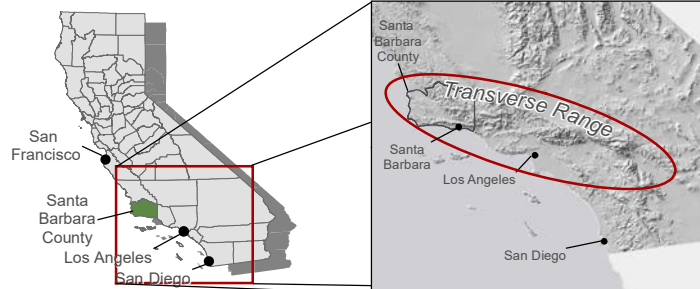 San
Francisco
Santa
Barbara
County
Los Angeles
San Diego
Santa
Barbara
County
Transverse Range
Santa
Barbara
Los Angeles
San Diego